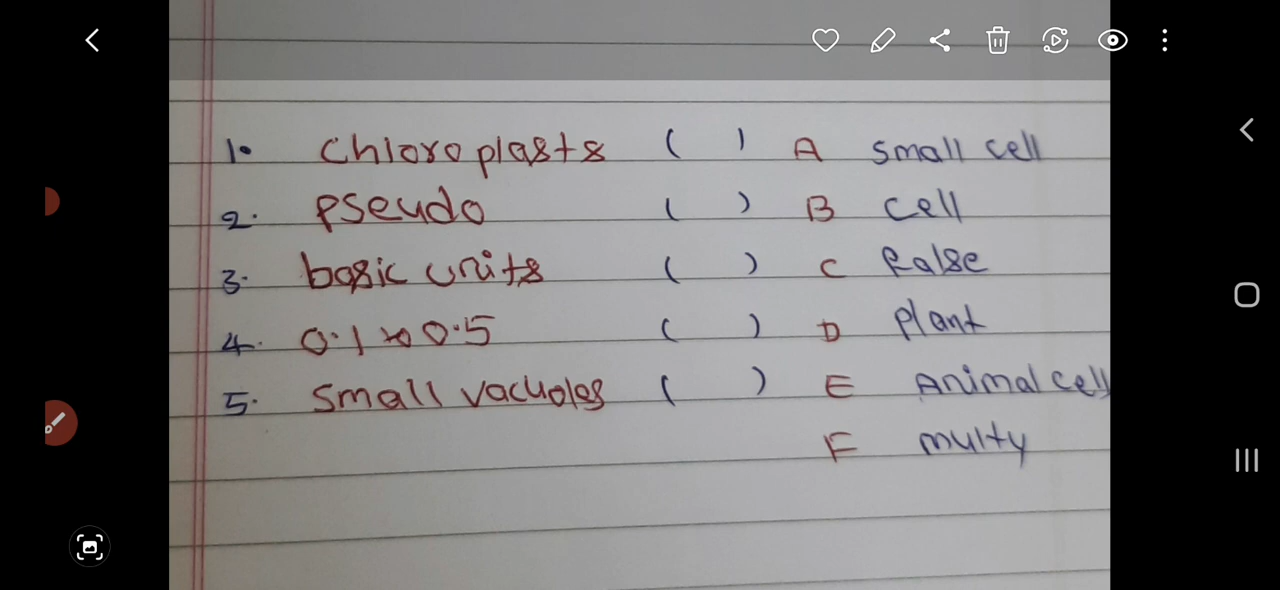 1. Chloroplasts ( ) A small cell
2. pseudo ( ) B cell
3. basic units ( ) C False
4. 0.1 to 0.5 ( ) D plant
5. small vacuoles ( ) E Animal cell
F multy